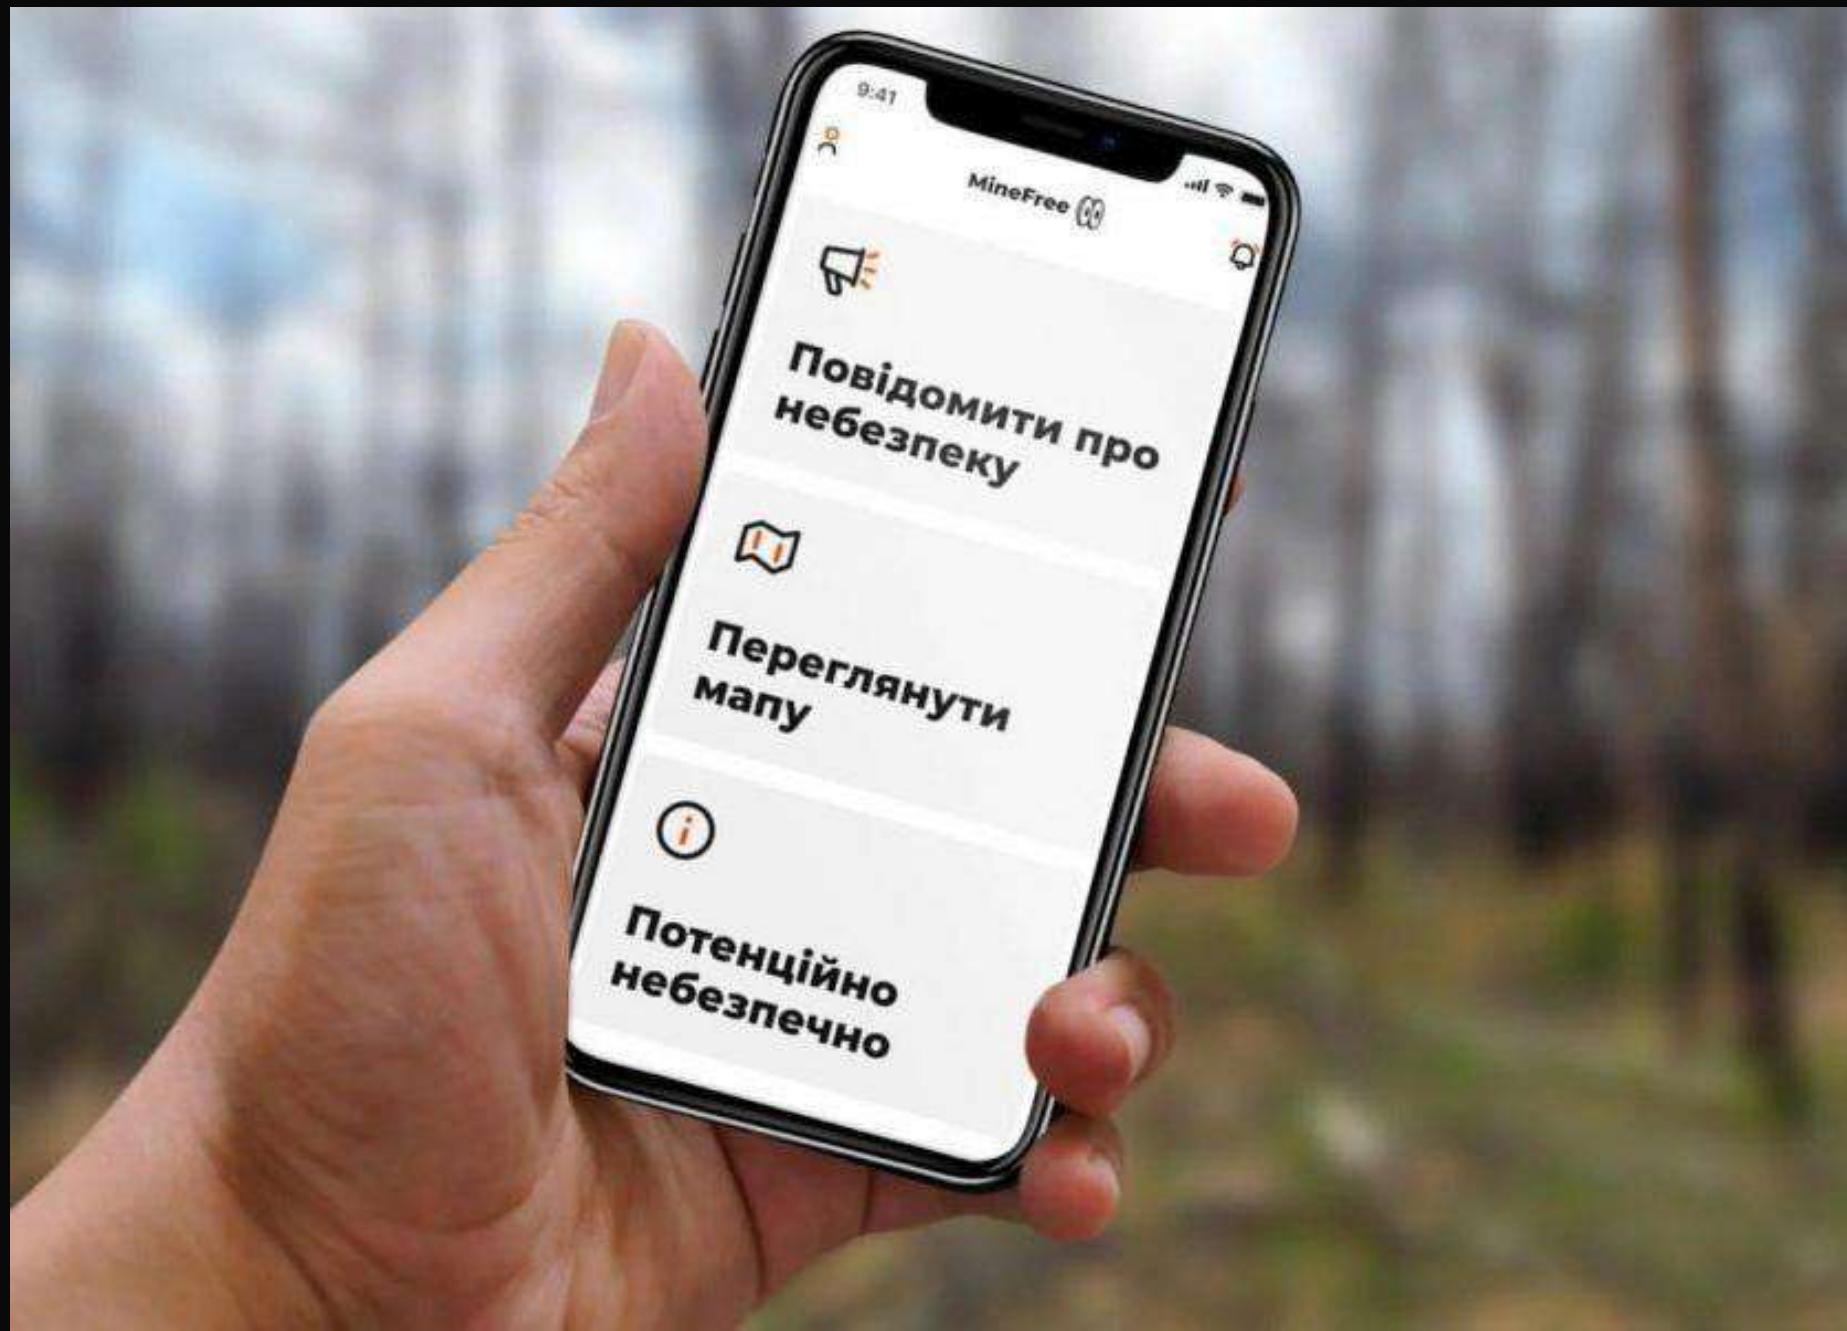 9:41
MineFree
Повідомити про
небезпеку
Переглянути
мапу
Потенційно
небезпечно